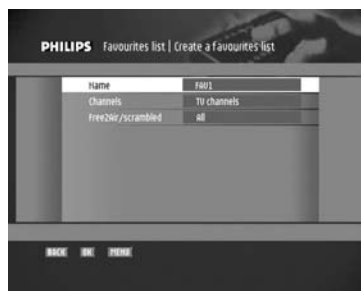 PHILIPS Favourites list | Create a favourites list
Name FAV1
Channels TV channels
Free2Air/scrambled All
BACK OK MENU